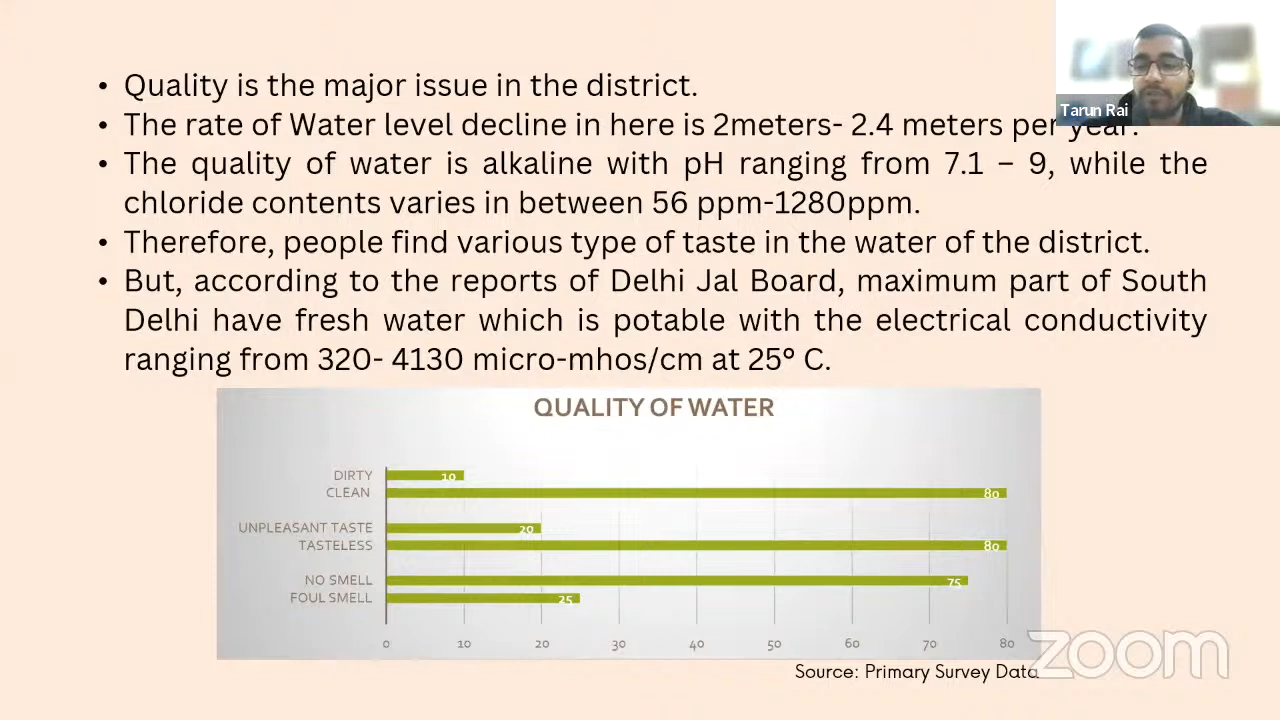 Tarun Rai
• Quality is the major issue in the district.
• The rate of Water level decline in here is 2meters- 2.4 meters per year.
• The quality of water is alkaline with pH ranging from 7.1 – 9, while the
chloride contents varies in between 56 ppm-1280ppm.
• Therefore, people find various type of taste in the water of the district.
• But, according to the reports of Delhi Jal Board, maximum part of South
Delhi have fresh water which is potable with the electrical conductivity
ranging from 320- 4130 micro-mhos/cm at 25° C.
QUALITY OF WATER
DIRTY 10
CLEAN 80
UNPLEASANT TASTE 20
TASTELESS 80
NO SMELL 75
FOUL SMELL 25
0 10 20 30 40 50 60 70 80
Source: Primary Survey Data
zoom